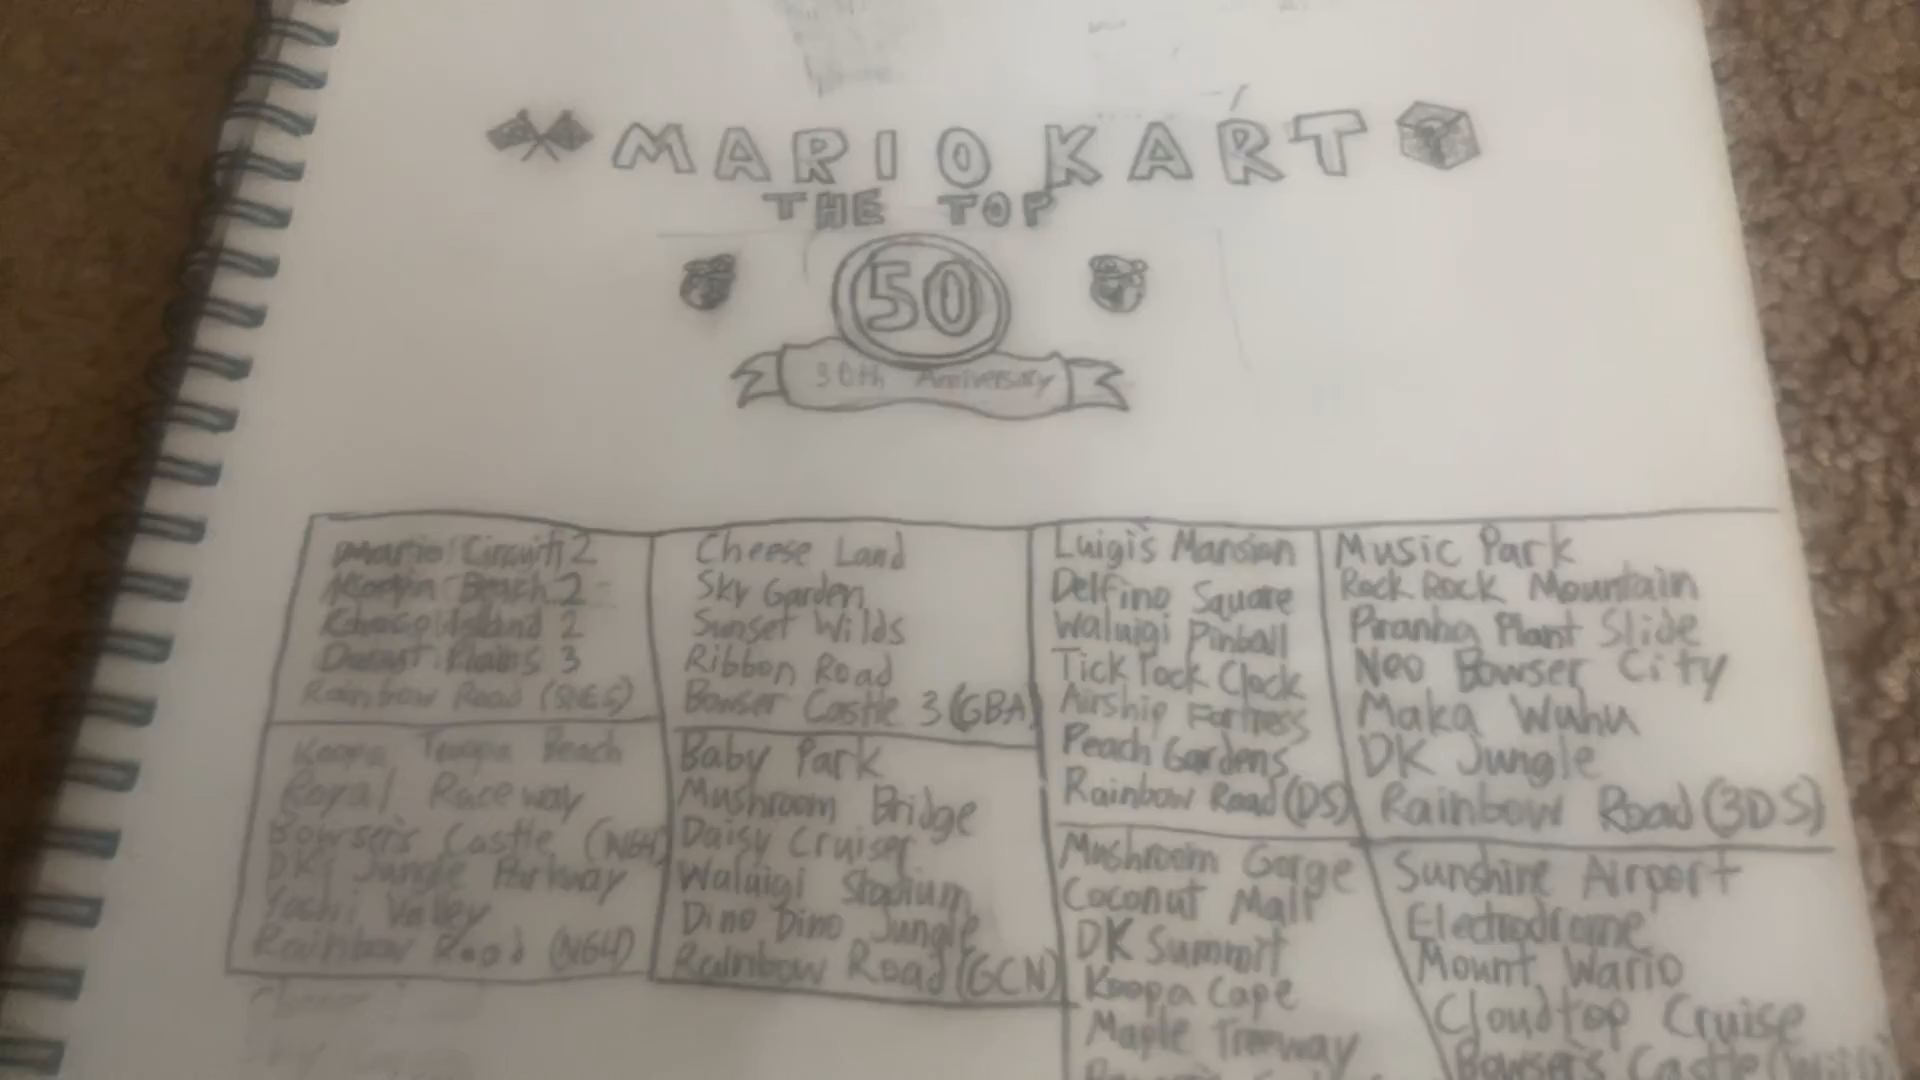 MARIO KART
THE TOP
50
30th Anniversary
Mario Circuit 2
Koopa Beach 2
Choco Island 2
Donut Plains 3
Rainbow Road (SNES)
Koopa Troopa Beach
Royal Raceway
Bowser's Castle (N64)
DK's Jungle Parkway
Yoshi Valley
Rainbow Road (N64)
Cheese Land
Sky Garden
Sunset Wilds
Ribbon Road
Bowser Castle 3 (GBA)
Baby Park
Mushroom Bridge
Daisy Cruiser
Waluigi Stadium
Dino Dino Jungle
Rainbow Road (GCN)
Luigi's Mansion
Delfino Square
Waluigi Pinball
Tick Tock Clock
Airship Fortress
Peach Gardens
Rainbow Road (DS)
Mushroom Gorge
Coconut Mall
DK Summit
Koopa Cape
Maple Treeway
Music Park
Rock Rock Mountain
Piranha Plant Slide
Neo Bowser City
Maka Wuhu
DK Jungle
Rainbow Road (3DS)
Sunshine Airport
Electrodrome
Mount Wario
Cloudtop Cruise
Bowser's Castle (Wii U)